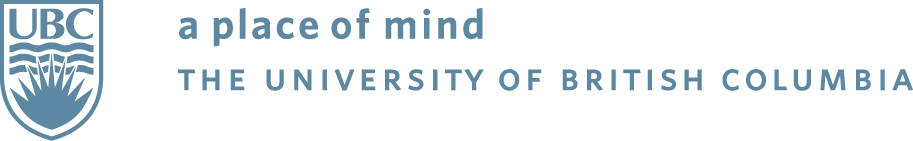 UBC
a place of mind
THE UNIVERSITY OF BRITISH COLUMBIA